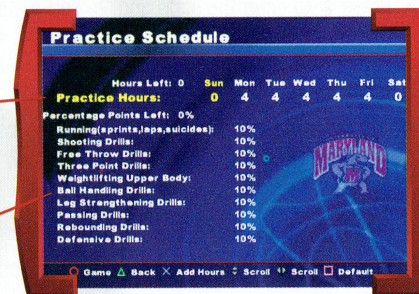 Practice Schedule
Hours Left: 0 Sun Mon Tue Wed Thu Fri Sat
Practice Hours: 0 4 4 4 4 4 0
Percentage Points Left: 0%
Running(sprints,laps,suicides): 10%
Shooting Drills: 10%
Free Throw Drills: 10%
Three Point Drills: 10%
Weightlifting Upper Body: 10%
Ball Handling Drills: 10%
Leg Strengthening Drills: 10%
Passing Drills: 10%
Rebounding Drills: 10%
Defensive Drills: 10%
MARYLAND
M
Game Back Add Hours Scroll Scroll Default